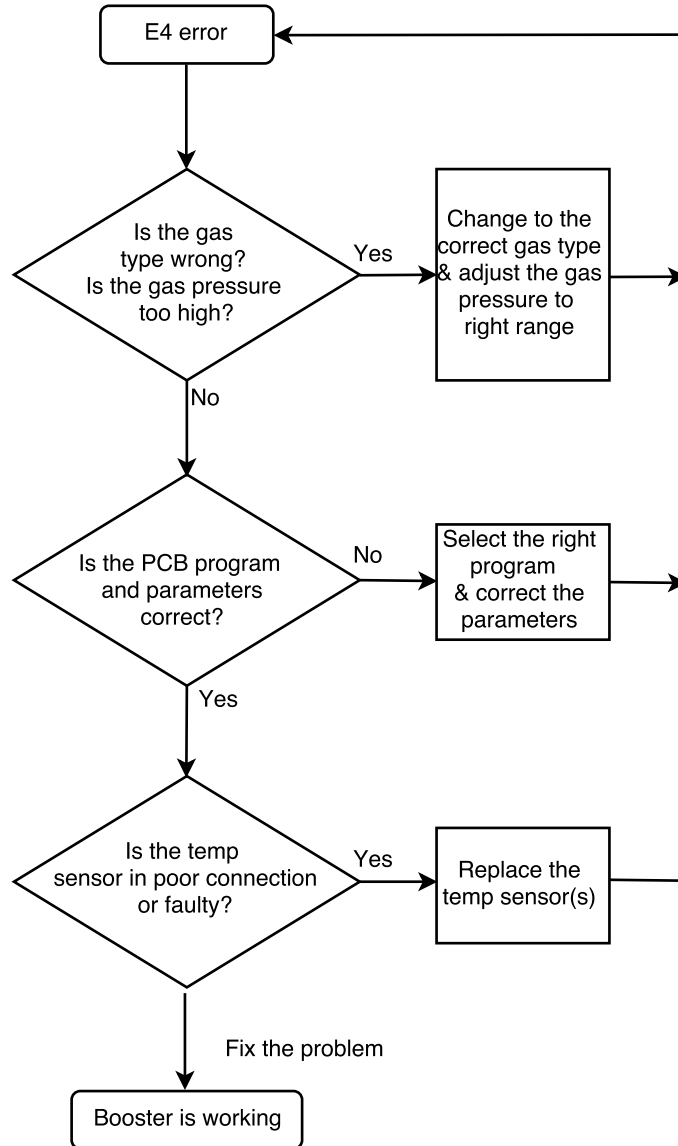 E4 error
Is the gas
type wrong?
Is the gas pressure
too high?
Yes
Change to the
correct gas type
& adjust the gas
pressure to
right range
No
Is the PCB program
and parameters
correct?
No
Select the right
program
& correct the
parameters
Yes
Is the temp
sensor in poor connection
or faulty?
Yes
Replace the
temp sensor(s)
Fix the problem
Booster is working